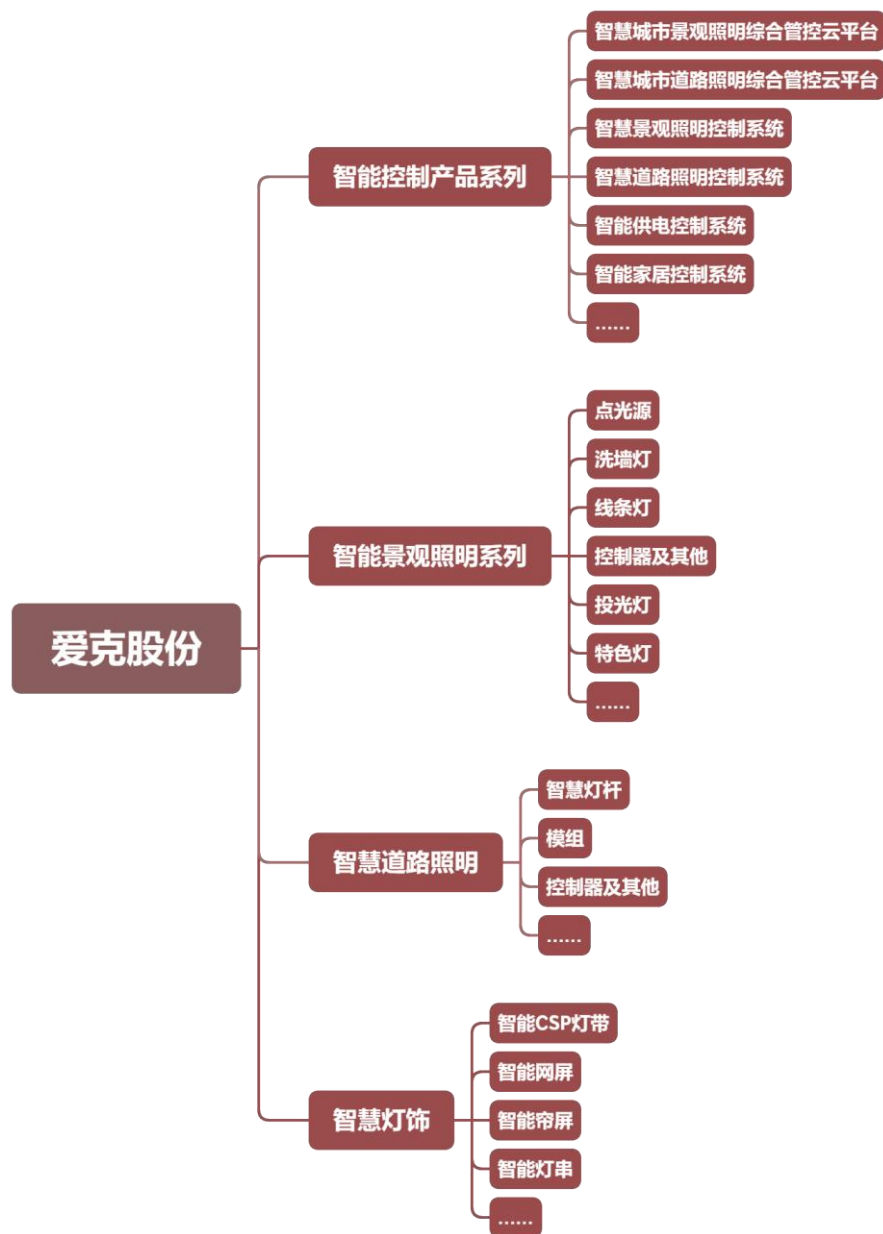 爱克股份
智能控制产品系列
智慧城市景观照明综合管控云平台
智慧城市道路照明综合管控云平台
智慧景观照明控制系统
智慧道路照明控制系统
智能供电控制系统
智能家居控制系统
......
智能景观照明系列
点光源
洗墙灯
线条灯
控制器及其他
投光灯
特色灯
......
智慧道路照明
智慧灯杆
模组
控制器及其他
......
智慧灯饰
智能CSP灯带
智能网屏
智能帘屏
智能灯串
......